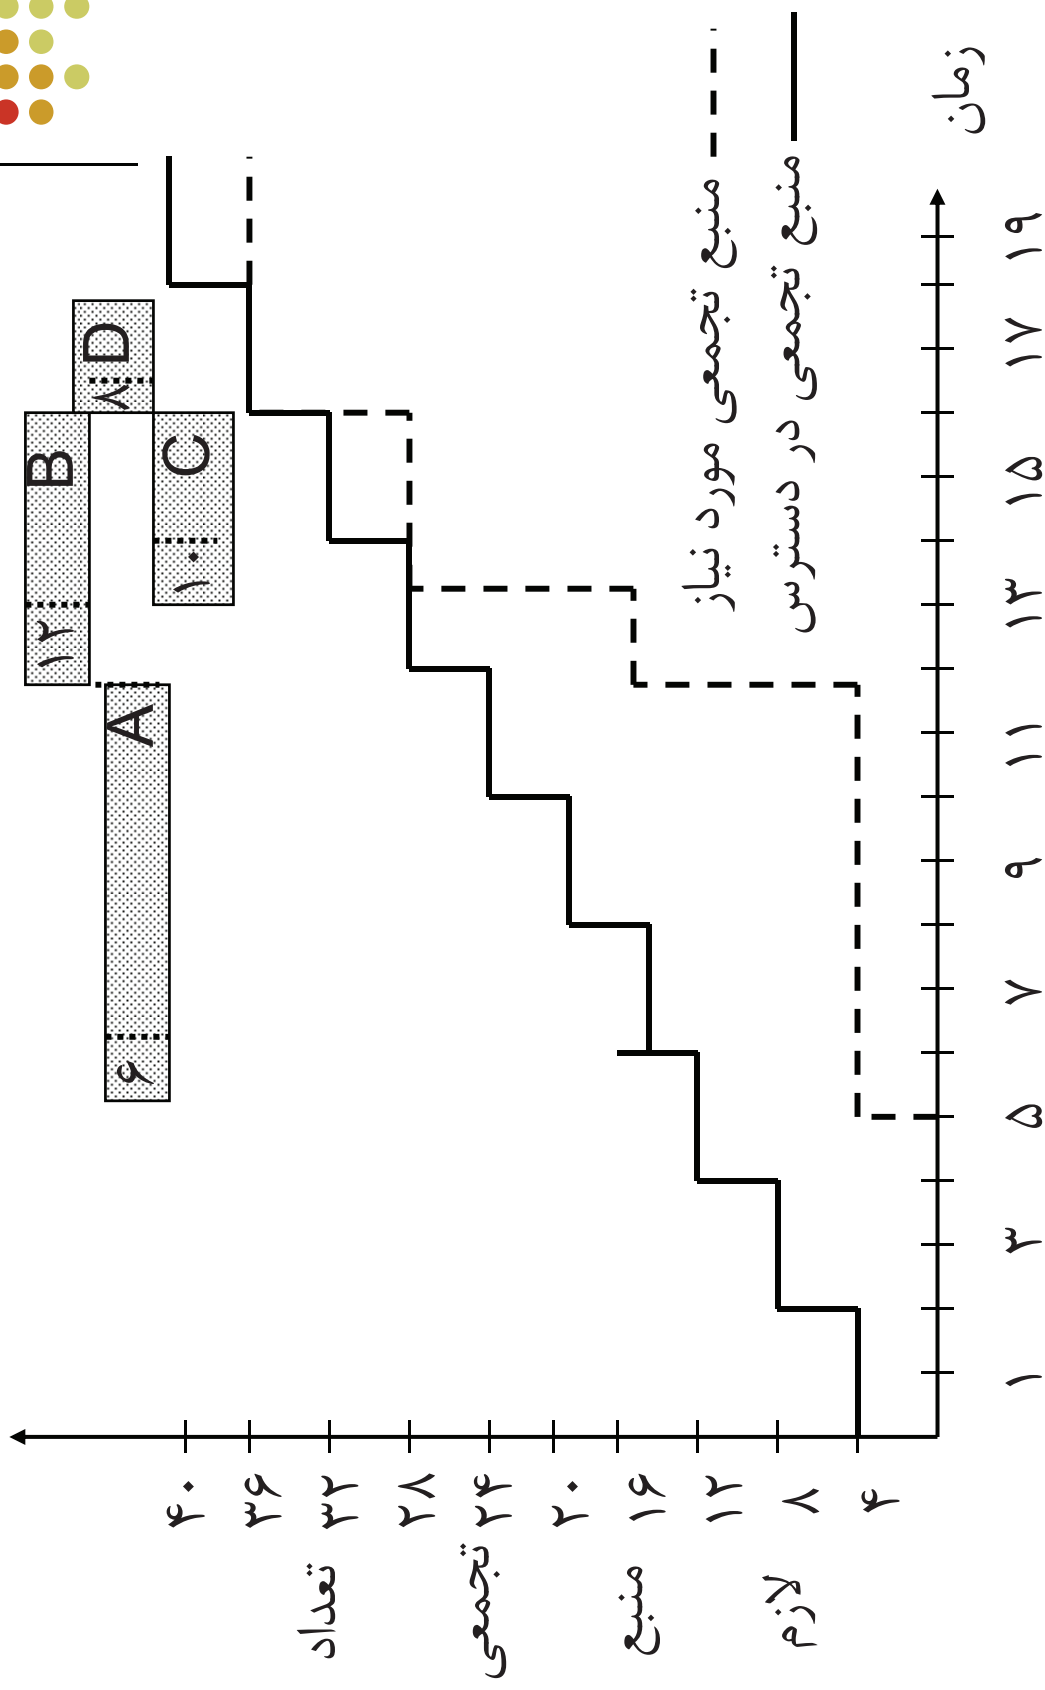 ۱۲ B
۸ D
۶ A
۱۰ C
۴۰
۳۶
تعداد
۳۲
۲۸
تجمعی
۲۴
۲۰
منبع
۱۶
۱۲
لازم
۸
۴
منبع تجمعی مورد نیاز
منبع تجمعی در دسترس
زمان
۱ ۳ ۵ ۷ ۹ ۱۱ ۱۳ ۱۵ ۱۷ ۱۹